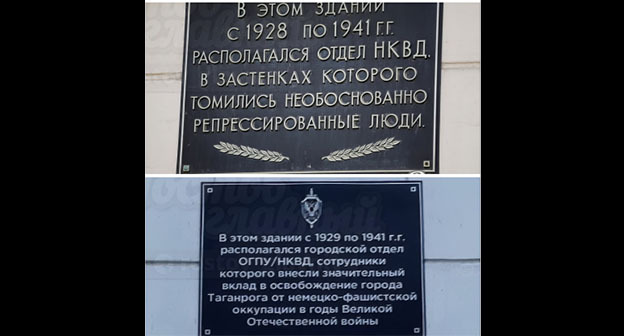 В ЭТОМ ЗДАНИИ
С 1928 ПО 1941 Г.Г.
РАСПОЛАГАЛСЯ ОТДЕЛ НКВД,
В ЗАСТЕНКАХ КОТОРОГО
ТОМИЛИСЬ НЕОБОСНОВАННО
РЕПРЕССИРОВАННЫЕ ЛЮДИ.
В этом здании с 1929 по 1941 г.г.
располагался городской отдел
ОГПУ/НКВД, сотрудники
которого внесли значительный
вклад в освобождение города
Таганрога от немецко-фашистской
оккупации в годы Великой
Отечественной войны